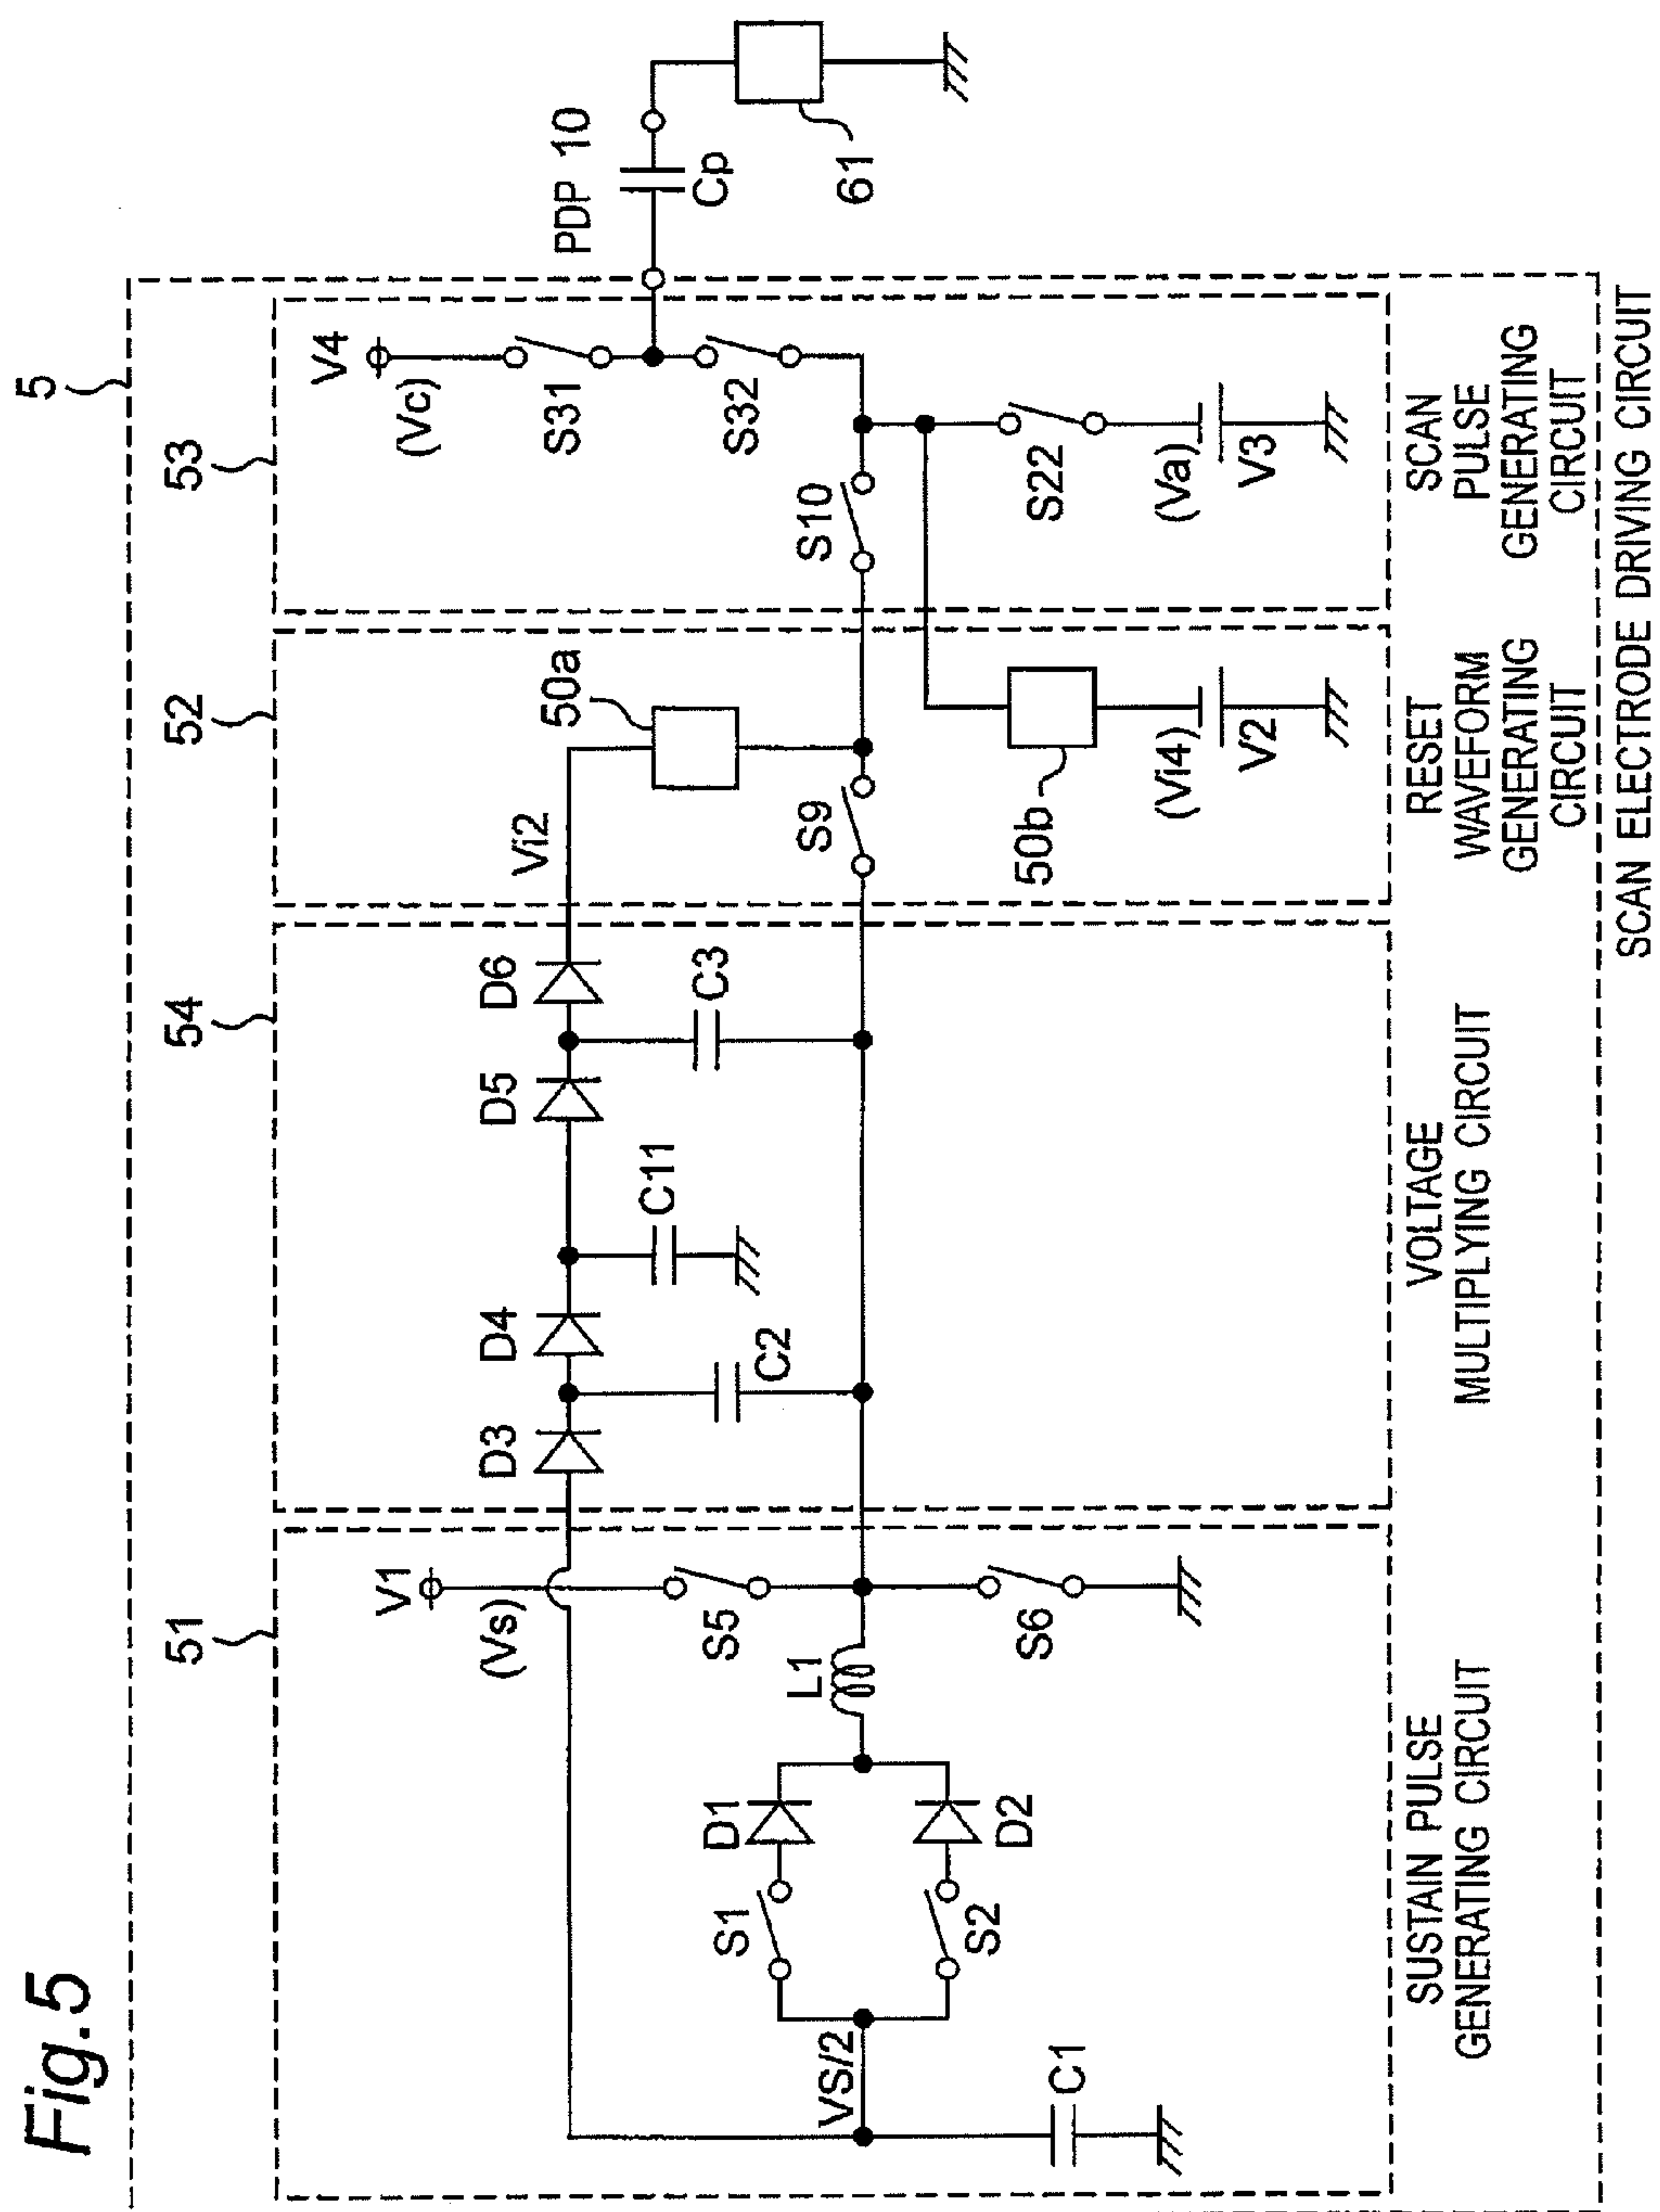 Fig.5
5
51
54
52
53
V1
(Vs)
S5
S6
L1
D1
D2
S1
S2
VS/2
C1
D3
D4
D5
D6
C2
C11
C3
Vi2
50a
S9
50b
(Vi4)
V2
V4
(Vc)
S31
S32
S10
S22
(Va)
V3
PDP 10
Cp
61
SUSTAIN PULSE
GENERATING CIRCUIT
VOLTAGE
MULTIPLYING CIRCUIT
RESET
WAVEFORM
GENERATING
CIRCUIT
SCAN
PULSE
GENERATING
CIRCUIT
SCAN ELECTRODE DRIVING CIRCUIT